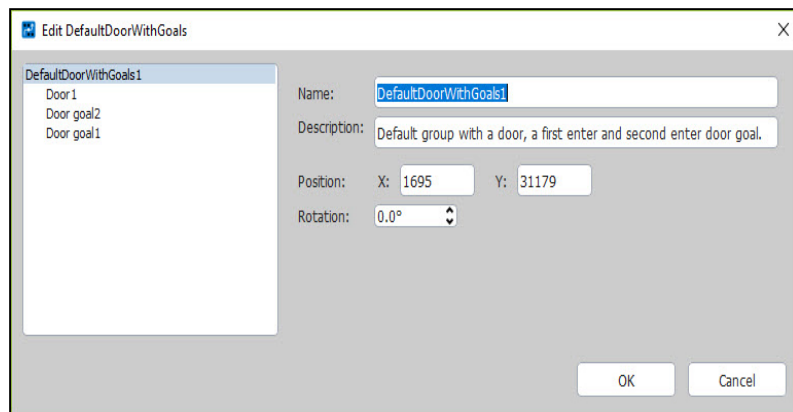 Edit DefaultDoorWithGoals
X
DefaultDoorWithGoals1
Door1
Door goal2
Door goal1
Name: DefaultDoorWithGoals1
Description: Default group with a door, a first enter and second enter door goal.
Position: X: 1695 Y: 31179
Rotation: 0.0°
OK Cancel